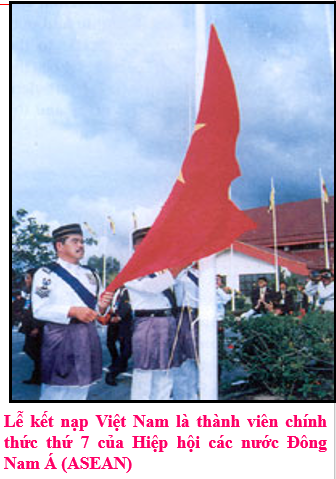 Lễ kết nạp Việt Nam là thành viên chính
thức thứ 7 của Hiệp hội các nước Đông
Nam Á (ASEAN)